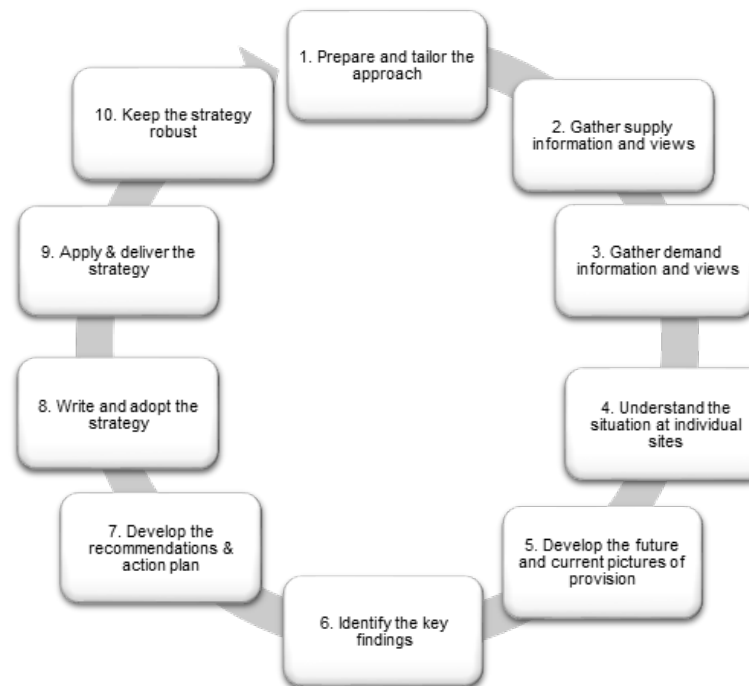 1. Prepare and tailor the
approach
2. Gather supply
information and views
3. Gather demand
information and views
4. Understand the
situation at individual
sites
5. Develop the future
and current pictures of
provision
6. Identify the key
findings
7. Develop the
recommendations &
action plan
8. Write and adopt the
strategy
9. Apply & deliver the
strategy
10. Keep the strategy
robust